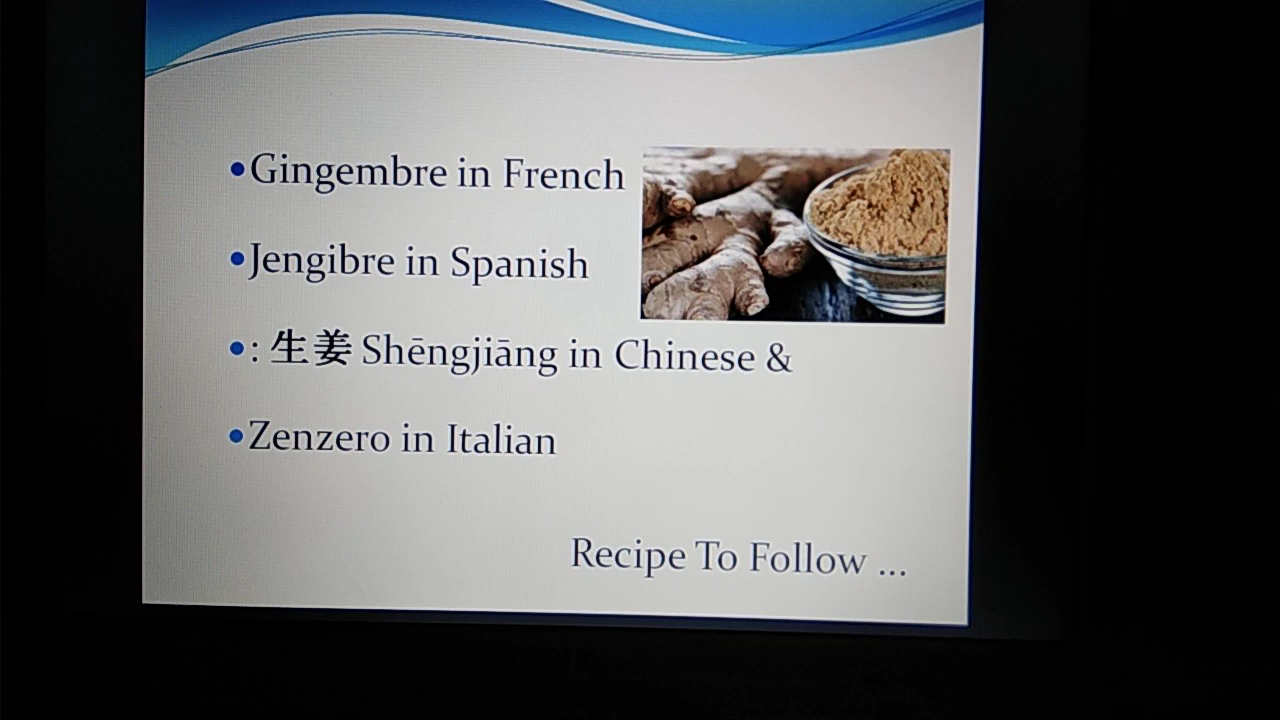 •Gingembre in French
•Jengibre in Spanish
•: 生姜 Shēngjiāng in Chinese &
•Zenzero in Italian
Recipe To Follow ...